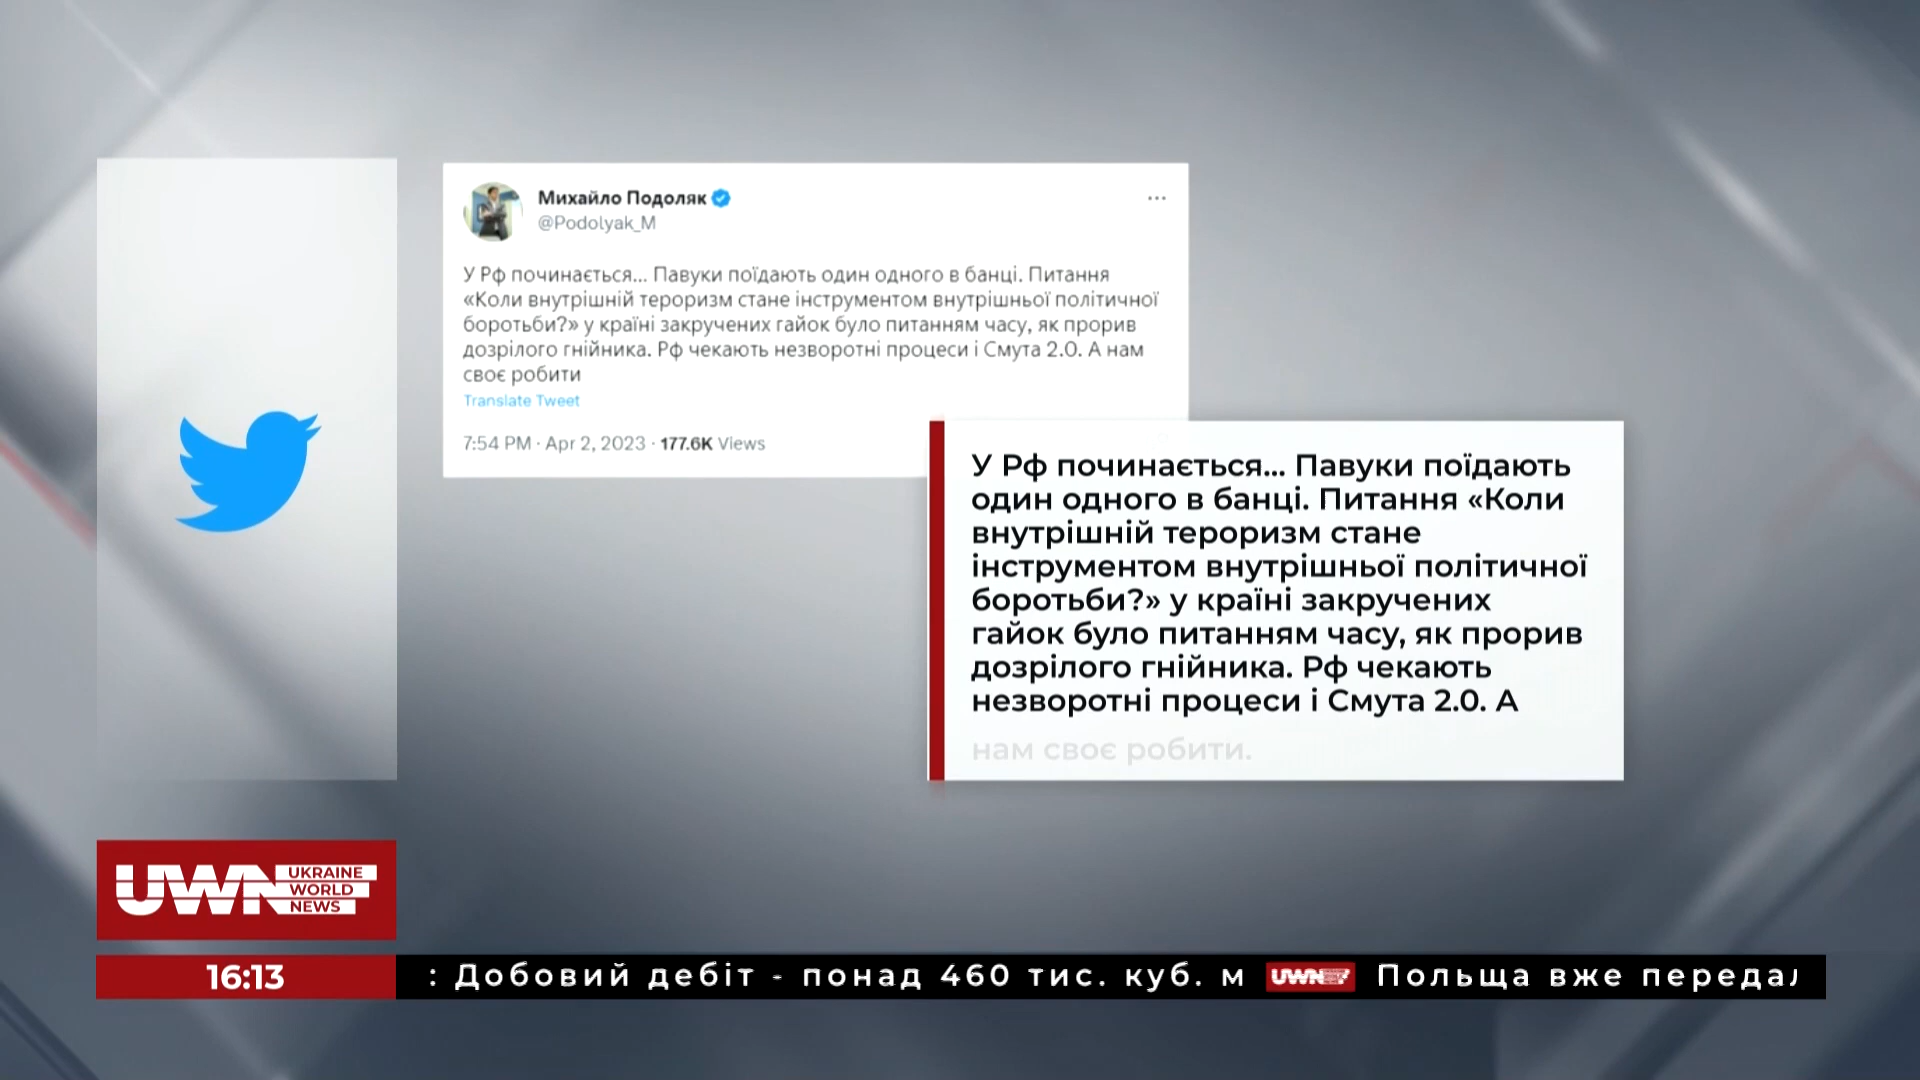 Михайло Подоляк
@Podolyak_M
У Рф починається... Павуки поїдають один одного в банці. Питання
«Коли внутрішній тероризм стане інструментом внутрішньої політичної
боротьби?» у країні закручених гайок було питанням часу, як прорив
дозрілого гнійника. Рф чекають незворотні процеси і Смута 2.0. А нам
своє робити
Translate Tweet
7:54 PM · Apr 2, 2023 · 177.6K Views
У Рф починається... Павуки поїдають
один одного в банці. Питання «Коли
внутрішній тероризм стане
інструментом внутрішньої політичної
боротьби?» у країні закручених
гайок було питанням часу, як прорив
дозрілого гнійника. Рф чекають
незворотні процеси і Смута 2.0. А
нам своє робити.
UWN UKRAINE
WORLD
NEWS
16:13
: Добовий дебіт - понад 460 тис. куб. м UWN Польща вже передал